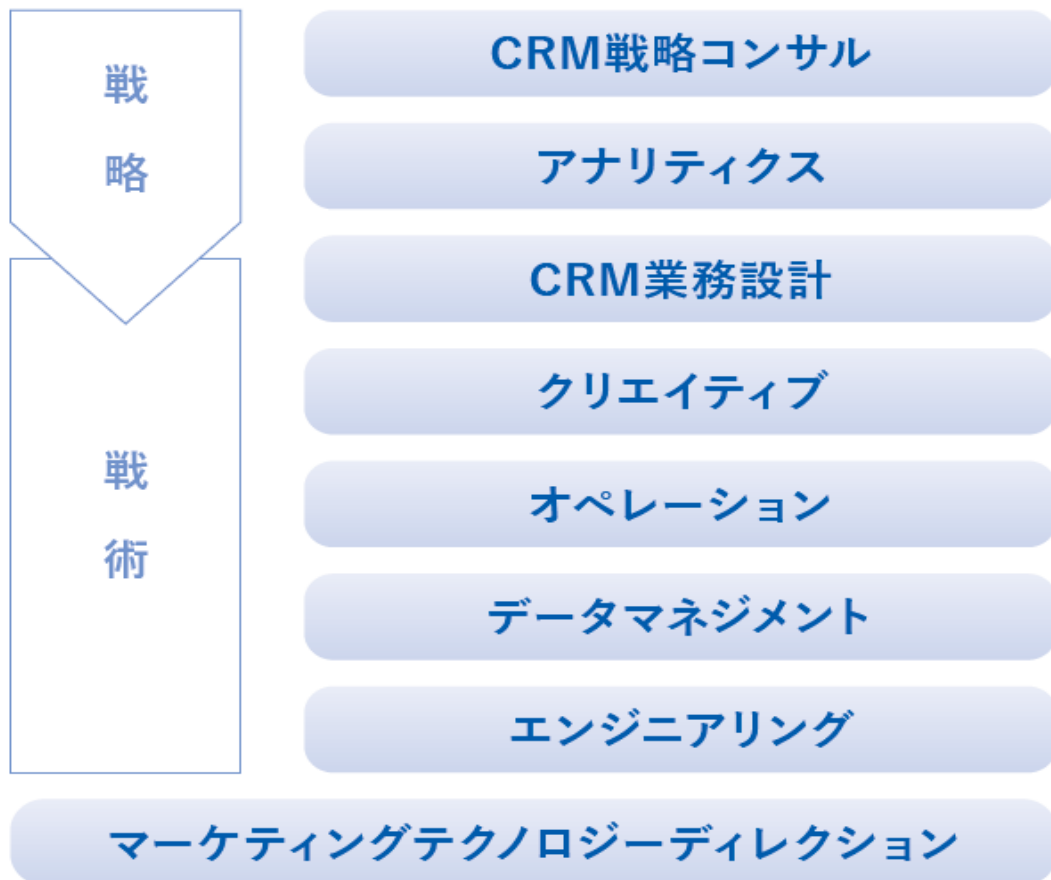 戦略
CRM戦略コンサル
アナリティクス
CRM業務設計
戦術
クリエイティブ
オペレーション
データマネジメント
エンジニアリング
マーケティングテクノロジーディレクション